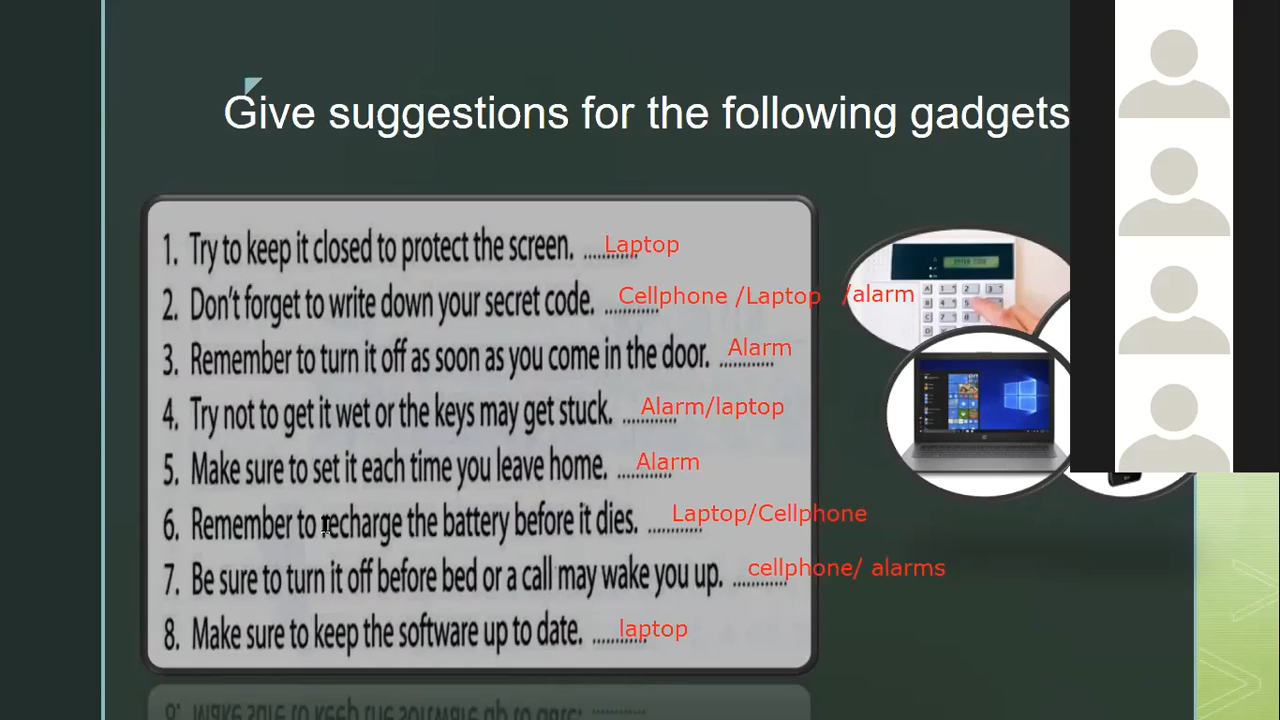 Give suggestions for the following gadgets
1. Try to keep it closed to protect the screen. ............ Laptop
2. Don't forget to write down your secret code. ............ Cellphone /Laptop /alarm
3. Remember to turn it off as soon as you come in the door. ............ Alarm
4. Try not to get it wet or the keys may get stuck. ............ Alarm/laptop
5. Make sure to set it each time you leave home. ............ Alarm
6. Remember to recharge the battery before it dies. ............ Laptop/Cellphone
7. Be sure to turn it off before bed or a call may wake you up. ............ cellphone/ alarms
8. Make sure to keep the software up to date. ............ laptop